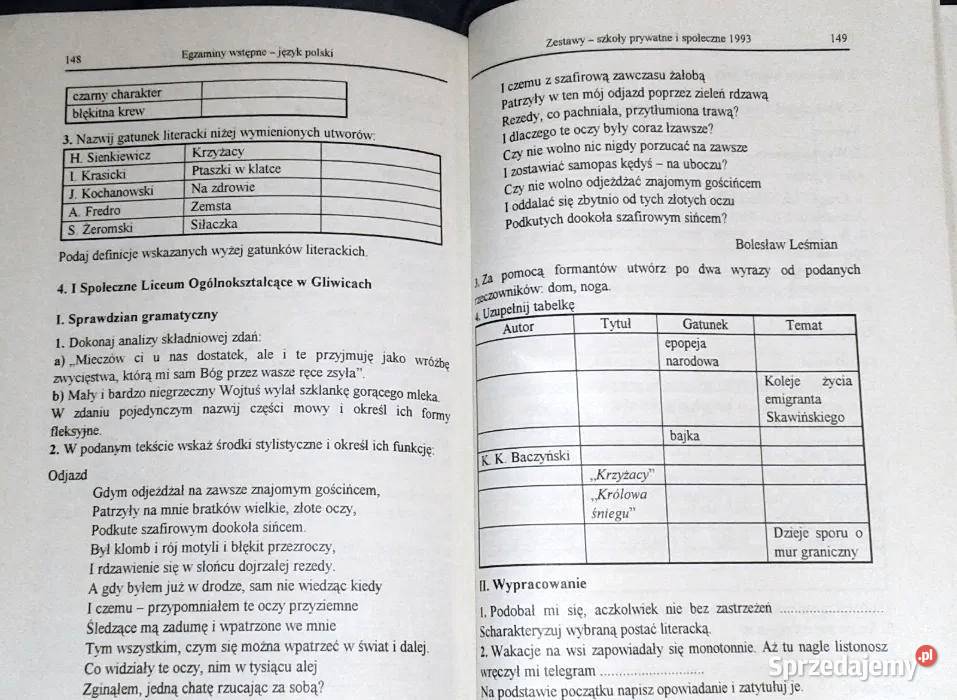 148
Egzaminy wstępne – język polski
czarny charakter
błękitna krew
3. Nazwij gatunek literacki niżej wymienionych utworów:
H. Sienkiewicz Krzyżacy
I. Krasicki Ptaszki w klatce
J. Kochanowski Na zdrowie
A. Fredro Zemsta
S. Żeromski Siłaczka
Podaj definicje wskazanych wyżej gatunków literackich.
4. I Społeczne Liceum Ogólnokształcące w Gliwicach
I. Sprawdzian gramatyczny
1. Dokonaj analizy składniowej zdań:
a) „Mieczów ci u nas dostatek, ale i te przyjmuję jako wróżbę
zwycięstwa, którą mi sam Bóg przez wasze ręce zsyła”.
b) Mały i bardzo niegrzeczny Wojtuś wylał szklankę gorącego mleka.
W zdaniu pojedynczym nazwij części mowy i określ ich formy
fleksyjne.
2. W podanym tekście wskaż środki stylistyczne i określ ich funkcję:
Odjazd
Gdym odjeżdżał na zawsze znajomym gościńcem,
Patrzyły na mnie bratków wielkie, złote oczy,
Podkute szafirowym dookoła sińcem.
Był klomb i rój motyli i błękit przezroczy,
I rdzawienie się w słońcu dojrzałej rezedy.
A gdy byłem już w drodze, sam nie wiedząc kiedy
I czemu – przypomniałem te oczy przyziemne
Śledzące mą zadumę i wpatrzone we mnie
Tym wszystkim, czym się można wpatrzeć w świat i dalej.
Co widziały te oczy, nim w tysiącu alej
Zginąłem, jedną chatę rzucając za sobą?
Zestawy – szkoły prywatne i społeczne 1993
149
I czemu z szafirową zawczasu żałobą
Patrzyły w ten mój odjazd poprzez zieleń rdzawą
Rezedy, co pachniała, przytłumiona trawą?
I dlaczego te oczy były coraz łzawsze?
Czy nie wolno nic nigdy porzucać na zawsze
I zostawiać samopas kędyś – na uboczu?
Czy nie wolno odjeżdżać znajomym gościńcem
I oddalać się zbytnio od tych złotych oczu
Podkutych dookoła szafirowym sińcem?
Bolesław Leśmian
3. Za pomocą formantów utwórz po dwa wyrazy od podanych
rzeczowników: dom, noga.
4. Uzupełnij tabelkę
Autor Tytuł Gatunek Temat
epopeja
narodowa
Koleje życia
emigranta
Skawińskiego
bajka
K. K. Baczyński
„Krzyżacy”
„Królowa
śniegu”
Dzieje sporu o
mur graniczny
II. Wypracowanie
1. Podobał mi się, aczkolwiek nie bez zastrzeżeń ..........................
Scharakteryzuj wybraną postać literacką.
2. Wakacje na wsi zapowiadały się monotonnie. Aż tu nagle listonosz
wręczył mi telegram ..........................
Na podstawie początku napisz opowiadanie i zatytułuj je.
Sprzedajemy.pl